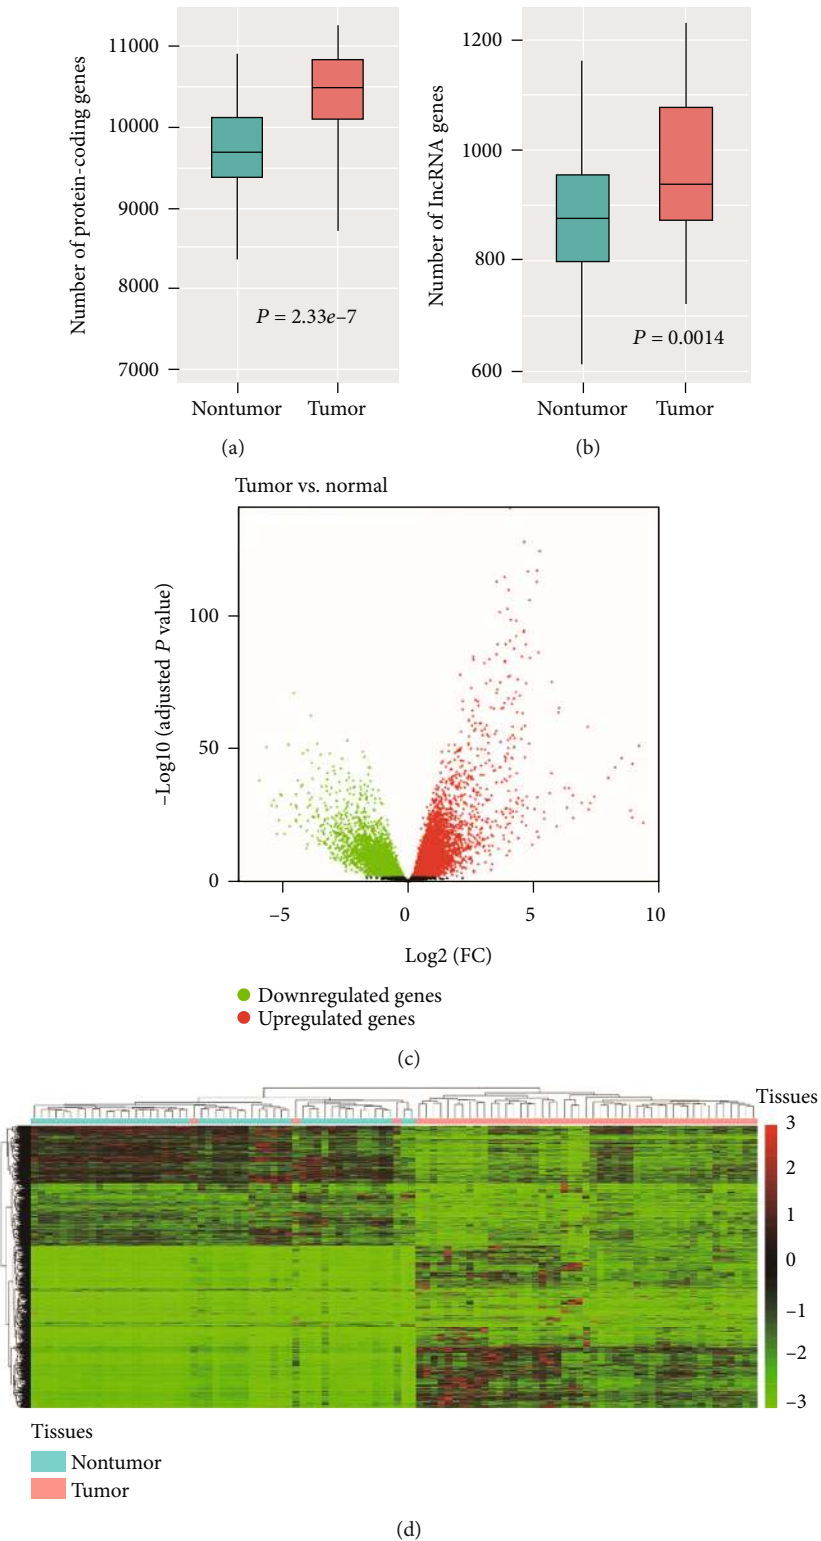 Number of protein-coding genes
11000
10000
9000
8000
7000
P = 2.33e–7
Nontumor Tumor
(a)
Number of lncRNA genes
1200
1000
800
600
P = 0.0014
Nontumor Tumor
(b)
Tumor vs. normal
–Log10 (adjusted P value)
100
50
0
–5 0 5 10
Log2 (FC)
Downregulated genes
Upregulated genes
(c)
Tissues
3
2
1
0
–1
–2
–3
Tissues
Nontumor
Tumor
(d)